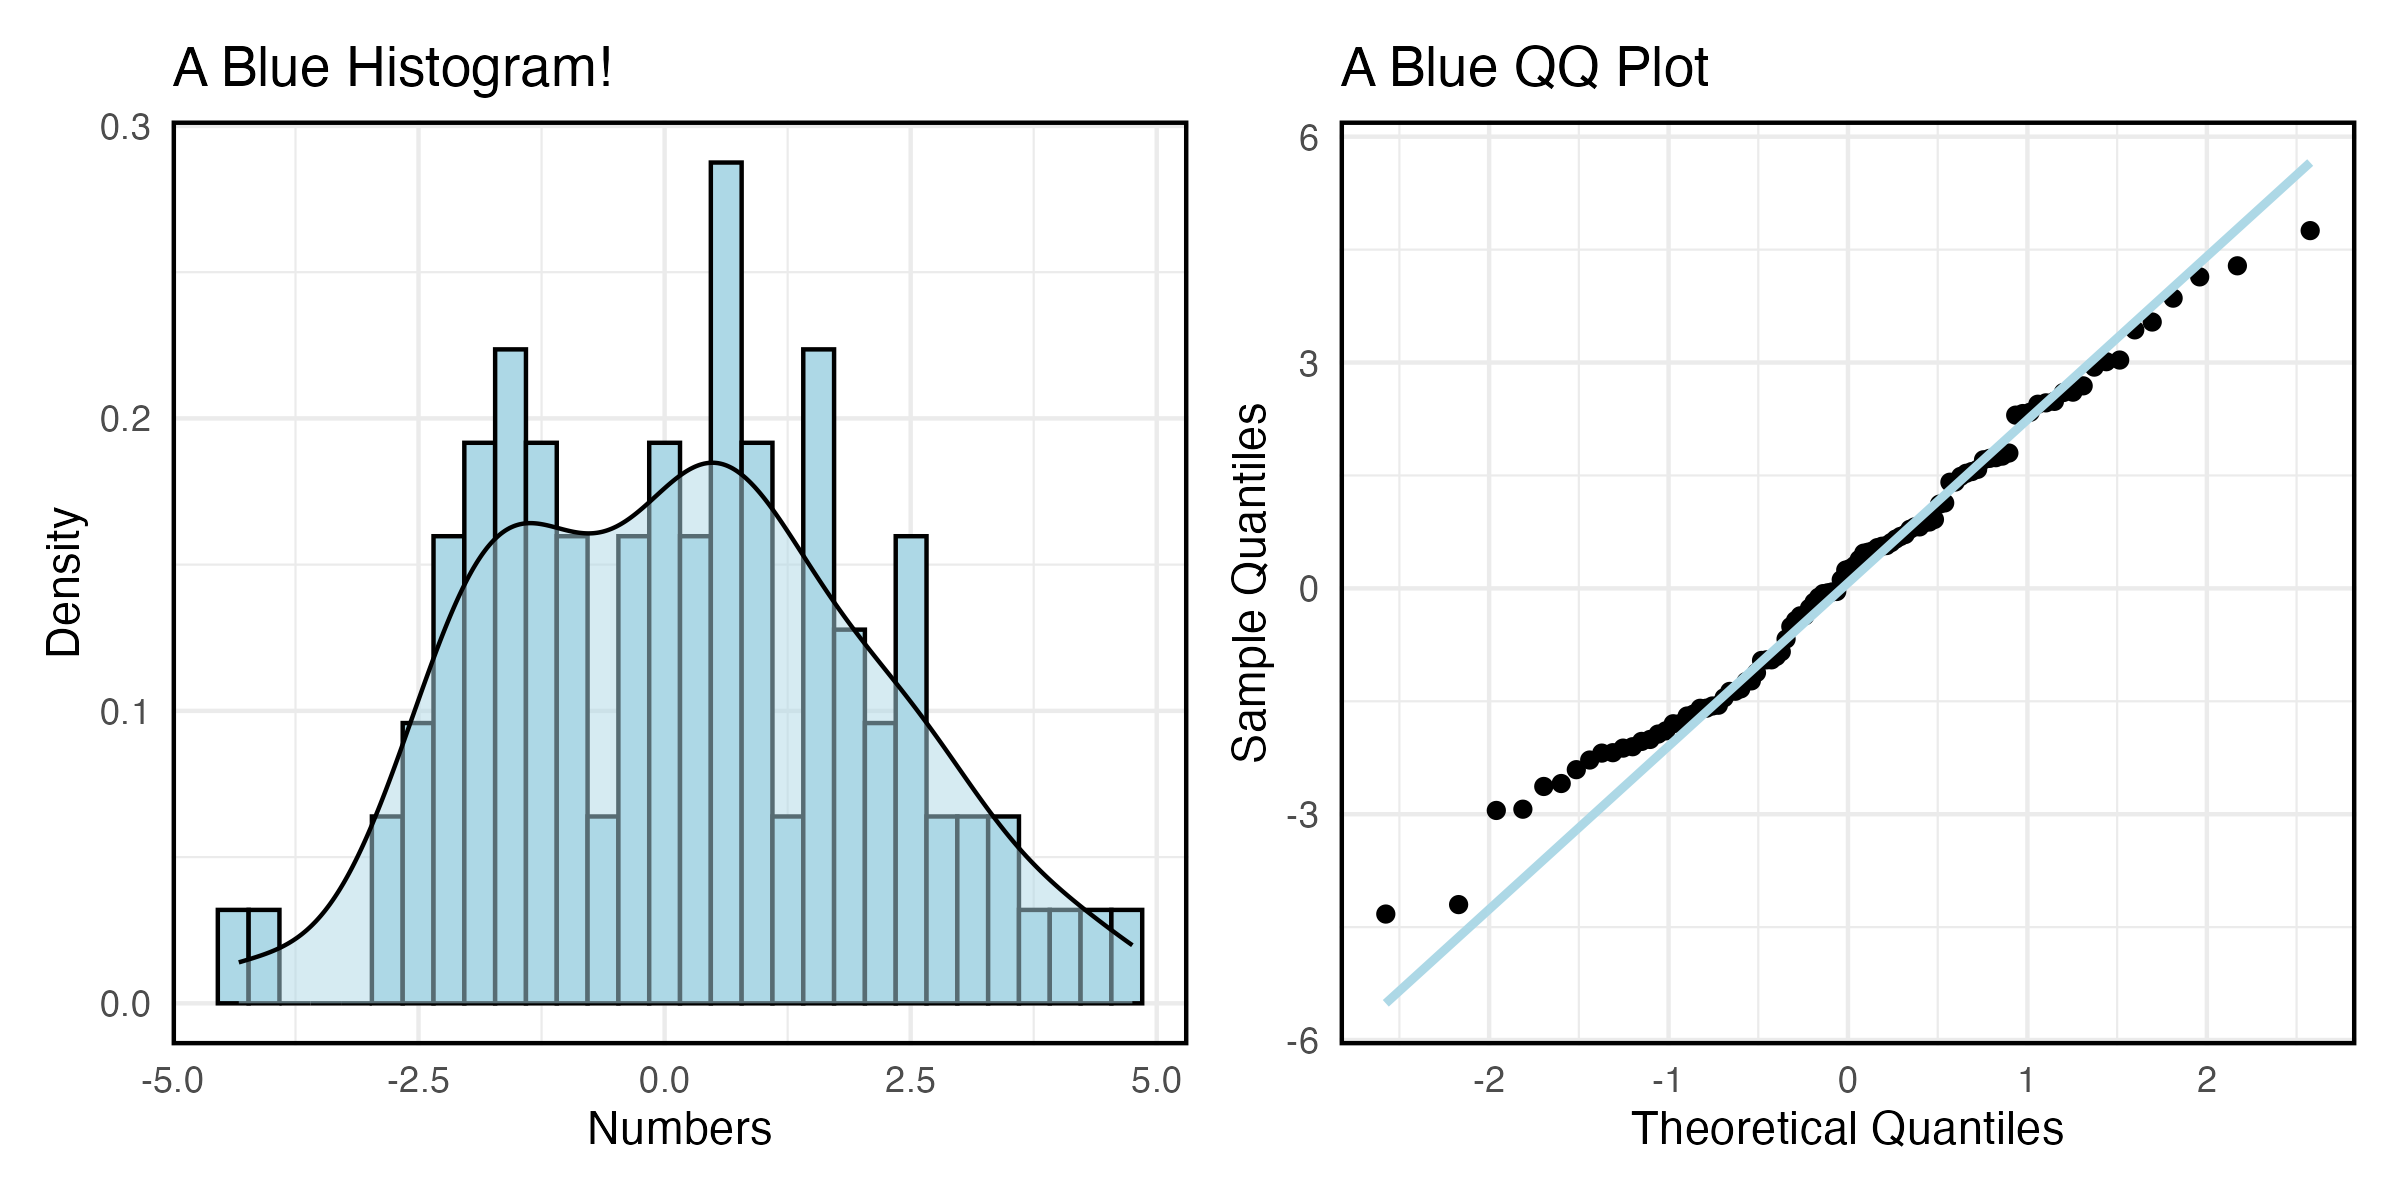 A Blue Histogram!
0.3
0.2
0.1
0.0
Density
-5.0 -2.5 0.0 2.5 5.0
Numbers
A Blue QQ Plot
6
3
0
-3
-6
Sample Quantiles
-2 -1 0 1 2
Theoretical Quantiles